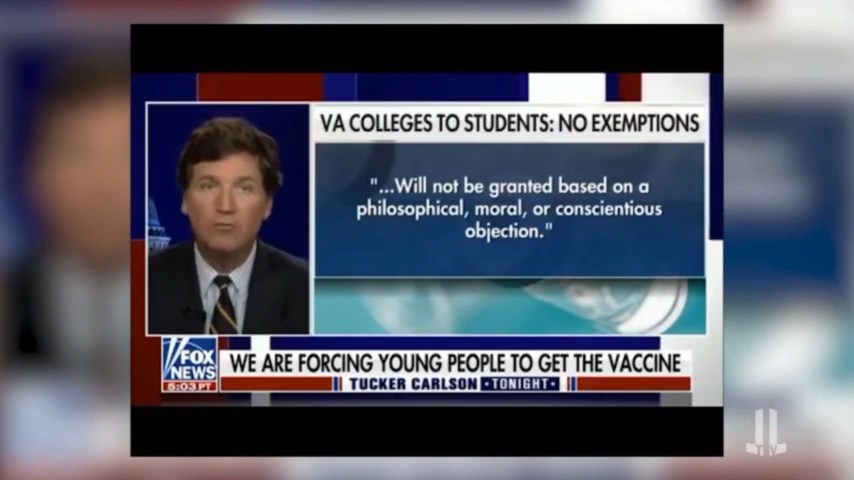 VA COLLEGES TO STUDENTS: NO EXEMPTIONS
"...Will not be granted based on a
philosophical, moral, or conscientious
objection."
FOX
NEWS
5:03 PT
WE ARE FORCING YOUNG PEOPLE TO GET THE VACCINE
TUCKER CARLSON TONIGHT